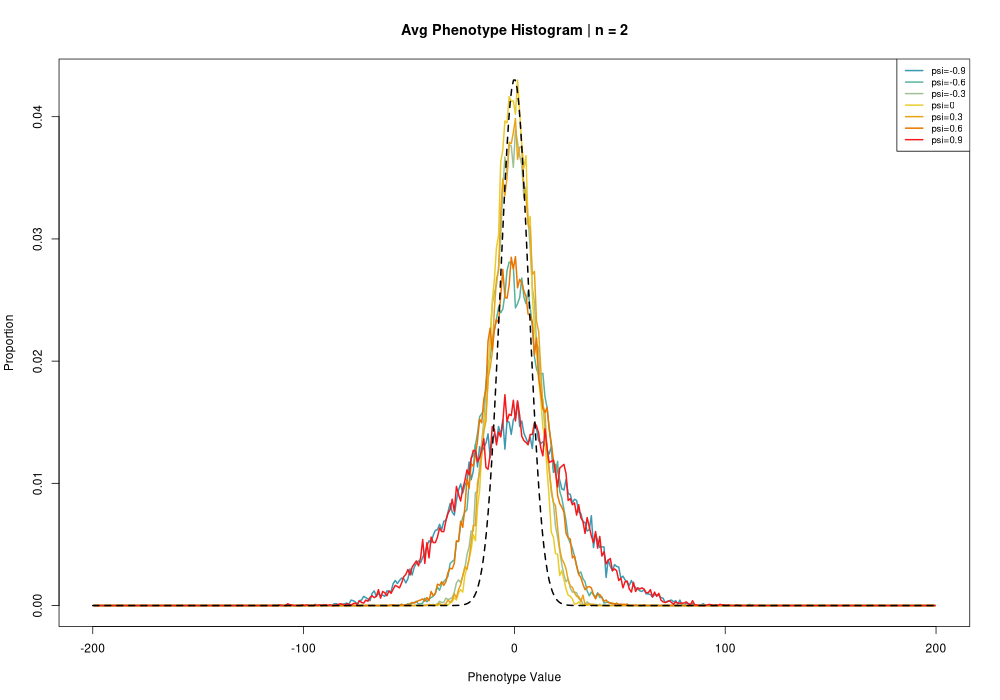 Avg Phenotype Histogram | n = 2
psi=-0.9
psi=-0.6
psi=-0.3
psi=0
psi=0.3
psi=0.6
psi=0.9
Proportion
0.04
0.03
0.02
0.01
0.00
-200 -100 0 100 200
Phenotype Value